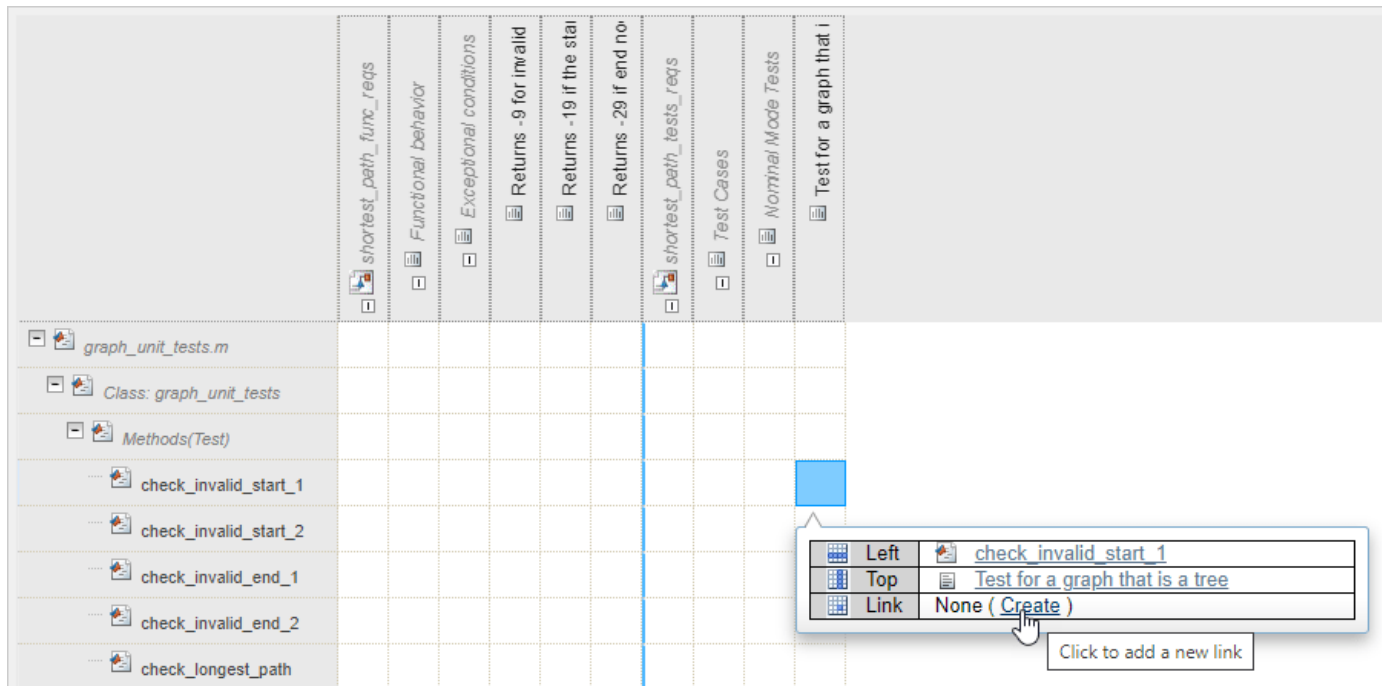 shortest_path_func_reqs
Functional behavior
Exceptional conditions
Returns -9 for invalid
Returns -19 if the star
Returns -29 if end no
shortest_path_tests_reqs
Test Cases
Nominal Mode Tests
Test for a graph that i
graph_unit_tests.m
Class: graph_unit_tests
Methods(Test)
check_invalid_start_1
check_invalid_start_2
check_invalid_end_1
check_invalid_end_2
check_longest_path
Left check_invalid_start_1
Top Test for a graph that is a tree
Link None ( Create )
Click to add a new link